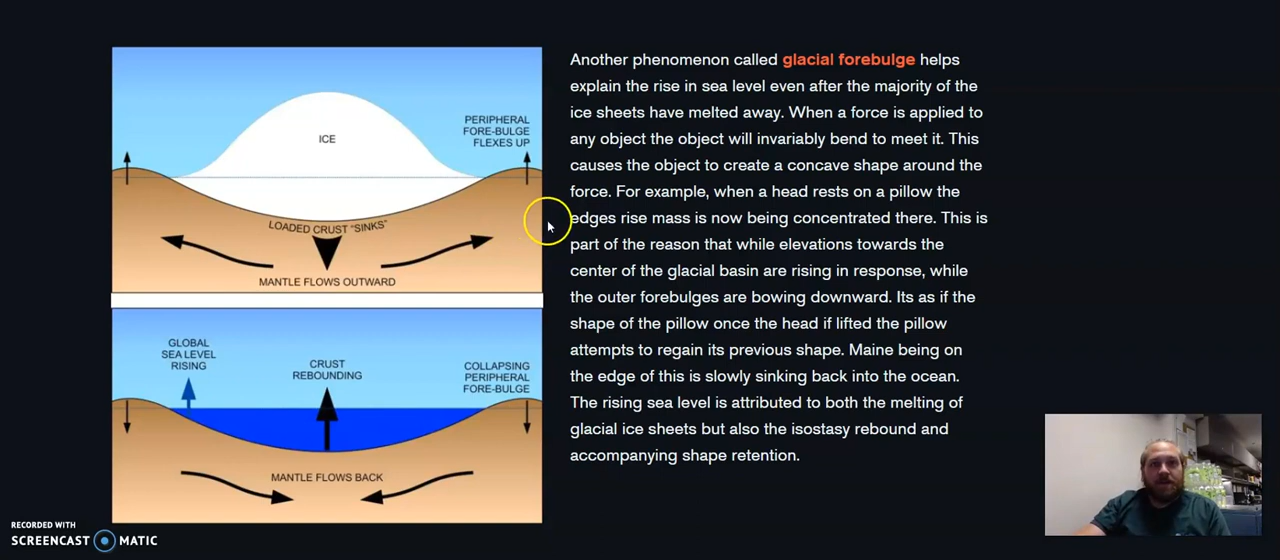 ICE
PERIPHERAL
FORE-BULGE
FLEXES UP
LOADED CRUST "SINKS"
MANTLE FLOWS OUTWARD
GLOBAL
SEA LEVEL
RISING
CRUST
REBOUNDING
COLLAPSING
PERIPHERAL
FORE-BULGE
MANTLE FLOWS BACK
Another phenomenon called glacial forebulge helps
explain the rise in sea level even after the majority of the
ice sheets have melted away. When a force is applied to
any object the object will invariably bend to meet it. This
causes the object to create a concave shape around the
force. For example, when a head rests on a pillow the
edges rise mass is now being concentrated there. This is
part of the reason that while elevations towards the
center of the glacial basin are rising in response, while
the outer forebulges are bowing downward. Its as if the
shape of the pillow once the head if lifted the pillow
attempts to regain its previous shape. Maine being on
the edge of this is slowly sinking back into the ocean.
The rising sea level is attributed to both the melting of
glacial ice sheets but also the isostasy rebound and
accompanying shape retention.
RECORDED WITH
SCREENCAST MATIC